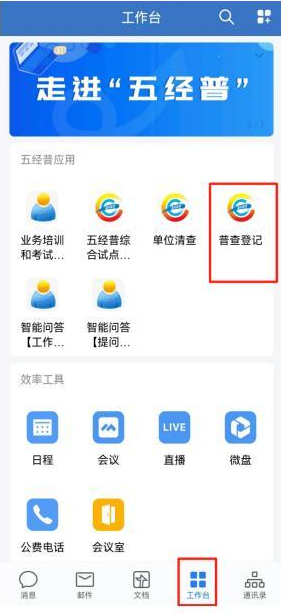 工作台
走进“五经普”
五经普应用
业务培训
和考试...
五经普综
合试点...
单位清查
普查登记
智能问答
【工作...
智能问答
【提问...
效率工具
LIVE
日程
会议
直播
微盘
公费电话
会议室
消息
邮件
文档
工作台
通讯录